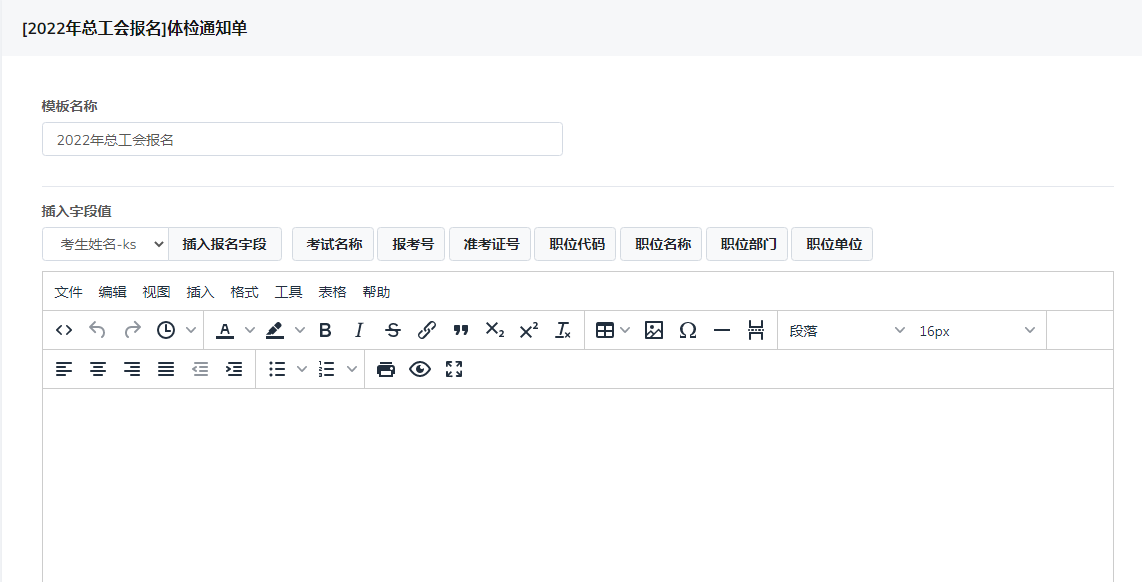 [2022年总工会报名]体检通知单
模板名称
2022年总工会报名
插入字段值
考生姓名-ks 插入报名字段 考试名称 报考号 准考证号 职位代码 职位名称 职位部门 职位单位
文件 编辑 视图 插入 格式 工具 表格 帮助
段落 16px